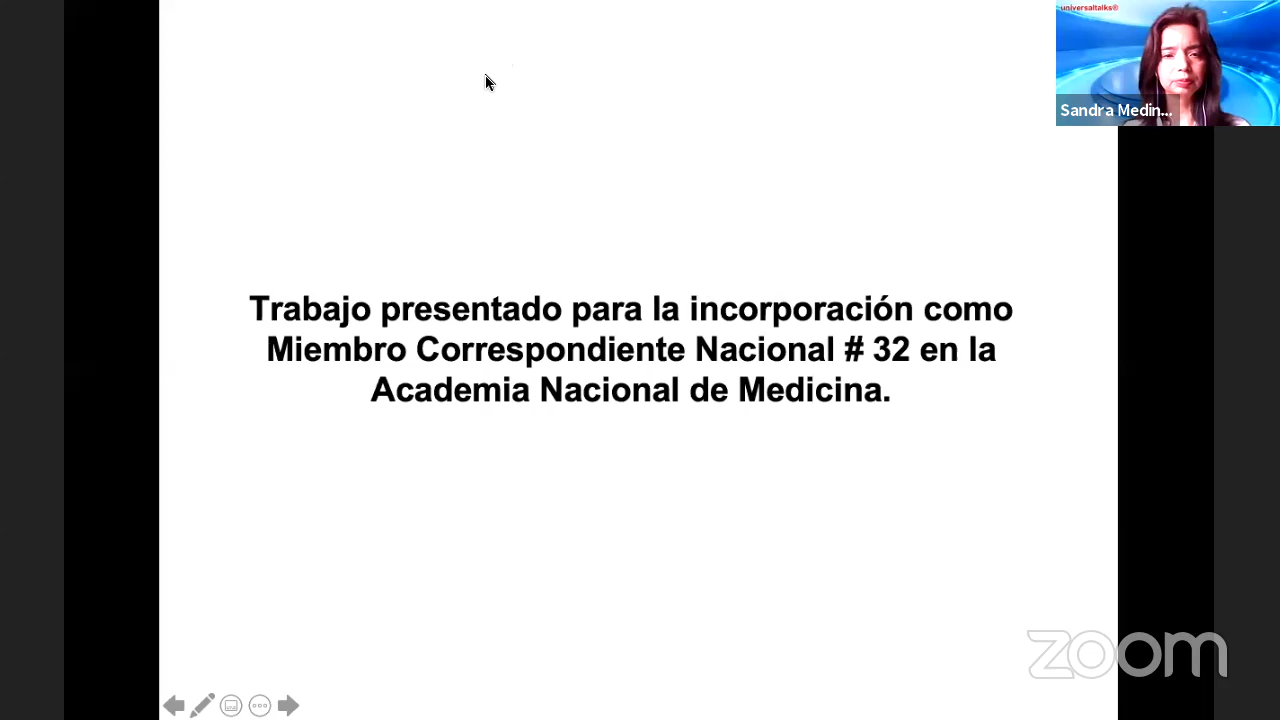 universaltalks®
Sandra Medin...
Trabajo presentado para la incorporación como
Miembro Correspondiente Nacional # 32 en la
Academia Nacional de Medicina.
zoom